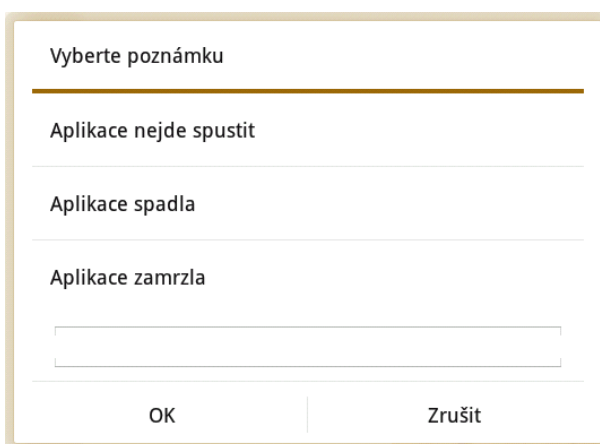 Vyberte poznámku
Aplikace nejde spustit
Aplikace spadla
Aplikace zamrzla
OK Zrušit